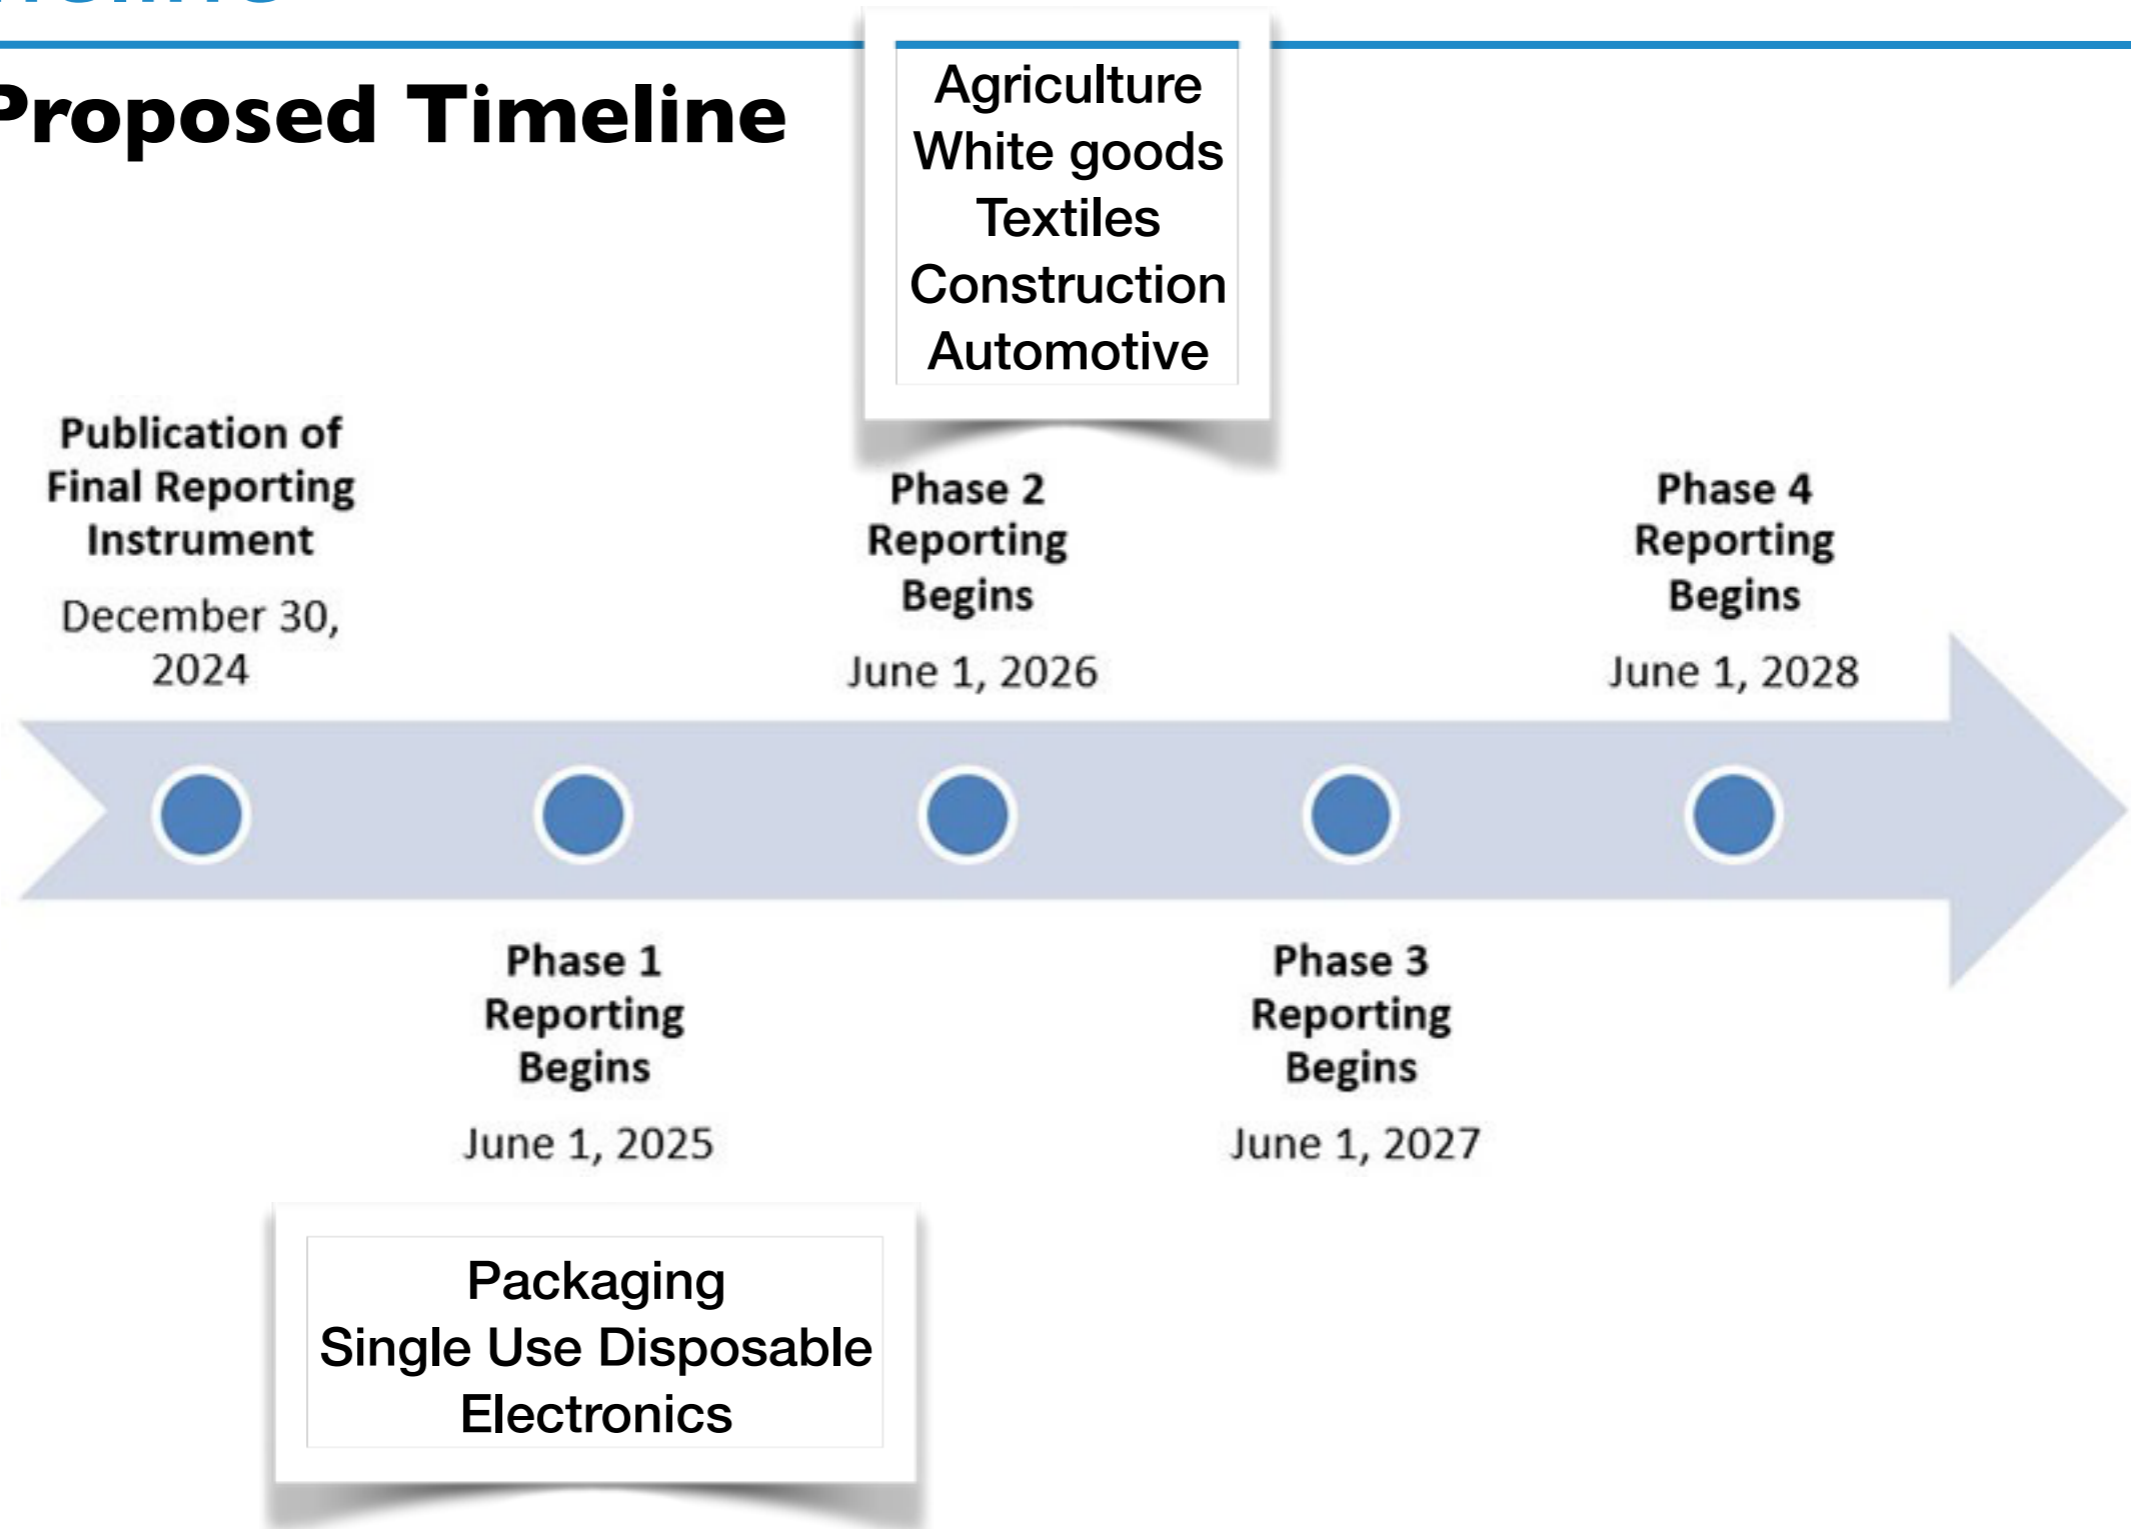 Proposed Timeline
Agriculture
White goods
Textiles
Construction
Automotive
Publication of
Final Reporting
Instrument
December 30,
2024
Phase 2
Reporting
Begins
June 1, 2026
Phase 4
Reporting
Begins
June 1, 2028
Phase 1
Reporting
Begins
June 1, 2025
Phase 3
Reporting
Begins
June 1, 2027
Packaging
Single Use Disposable
Electronics